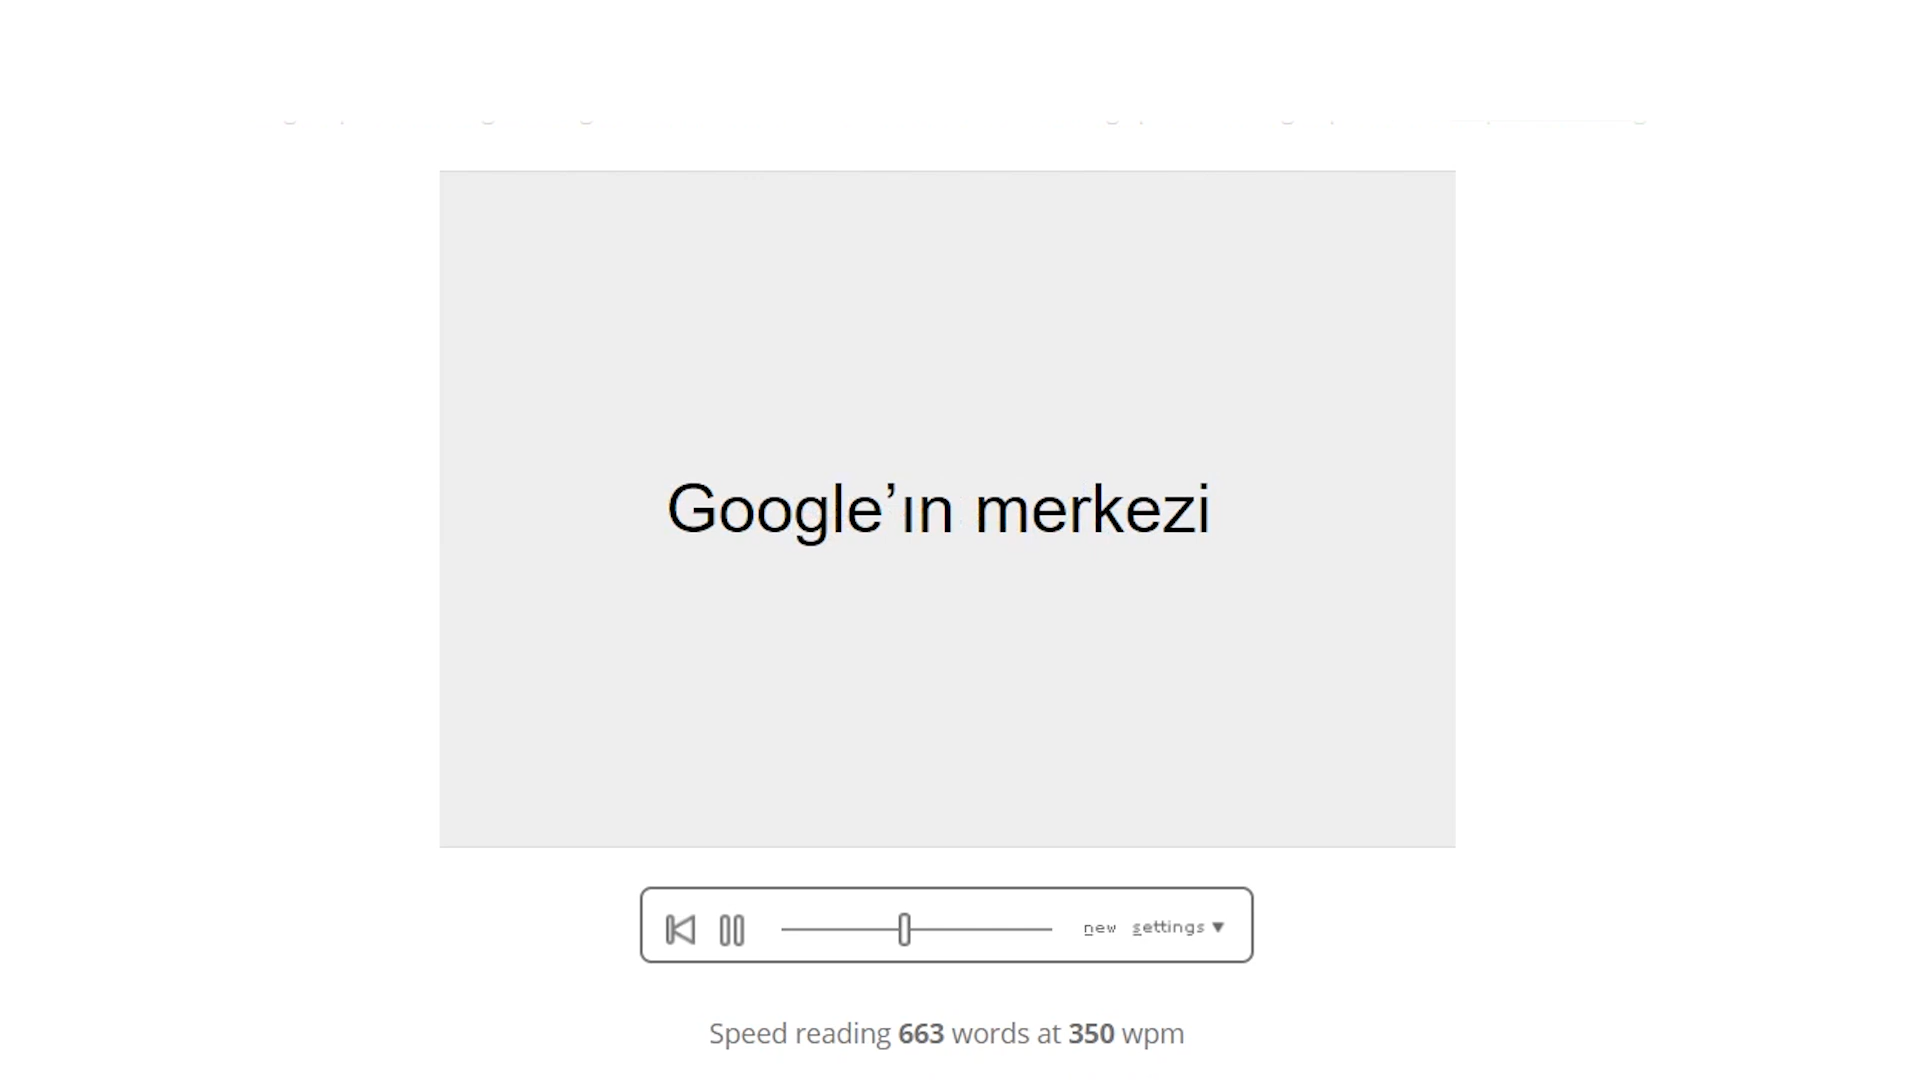 Google’ın merkezi
new settings ▼
Speed reading 663 words at 350 wpm